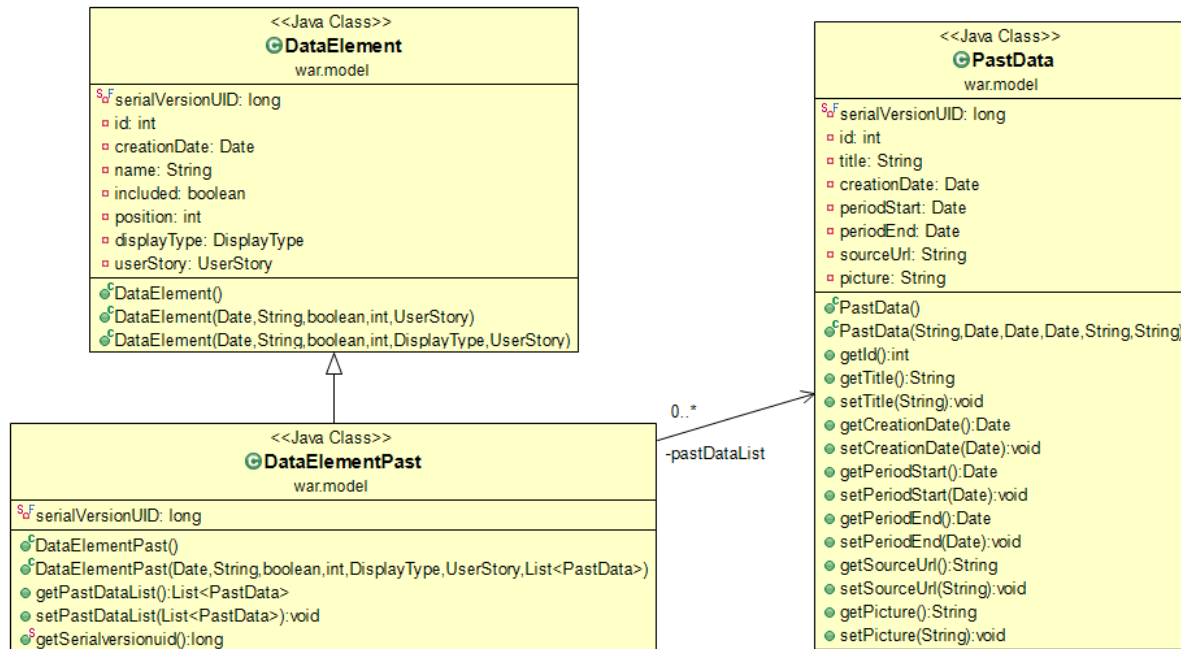 <<Java Class>>
DataElement
war.model
serialVersionUID: long
id: int
creationDate: Date
name: String
included: boolean
position: int
displayType: DisplayType
userStory: UserStory
DataElement()
DataElement(Date,String,boolean,int,UserStory)
DataElement(Date,String,boolean,int,DisplayType,UserStory)
<<Java Class>>
DataElementPast
war.model
serialVersionUID: long
DataElementPast()
DataElementPast(Date,String,boolean,int,DisplayType,UserStory,List<PastData>)
getPastDataList():List<PastData>
setPastDataList(List<PastData>):void
getSerialversionuid():long
0..*
-pastDataList
<<Java Class>>
PastData
war.model
serialVersionUID: long
id: int
title: String
creationDate: Date
periodStart: Date
periodEnd: Date
sourceUrl: String
picture: String
PastData()
PastData(String,Date,Date,Date,String,String)
getId():int
getTitle():String
setTitle(String):void
getCreationDate():Date
setCreationDate(Date):void
getPeriodStart():Date
setPeriodStart(Date):void
getPeriodEnd():Date
setPeriodEnd(Date):void
getSourceUrl():String
setSourceUrl(String):void
getPicture():String
setPicture(String):void